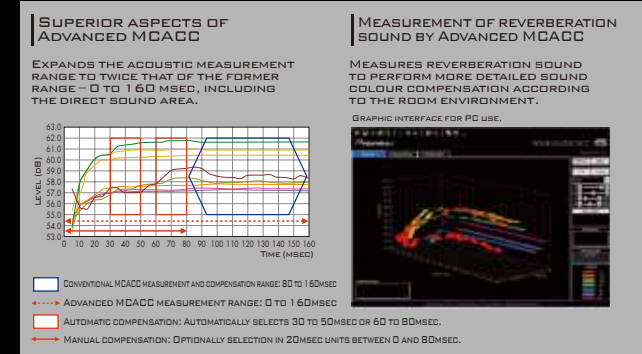 Superior aspects of
Advanced MCACC
Expands the acoustic measurement
range to twice that of the former
range – 0 to 160 msec, including
the direct sound area.
63.0
62.0
61.0
60.0
59.0
58.0
57.0
56.0
55.0
54.0
53.0
Level (dB)
0 10 20 30 40 50 60 70 80 90 100 110 120 130 140 150 160
Time (msec)
Conventional MCACC measurement and compensation range: 80 to 160msec
Advanced MCACC measurement range: 0 to 160msec
Automatic compensation: Automatically selects 30 to 50msec or 60 to 80msec.
Manual compensation: Optionally selection in 20msec units between 0 and 80msec.
Measurement of reverberation
sound by Advanced MCACC
Measures reverberation sound
to perform more detailed sound
colour compensation according
to the room environment.
Graphic interface for PC use.